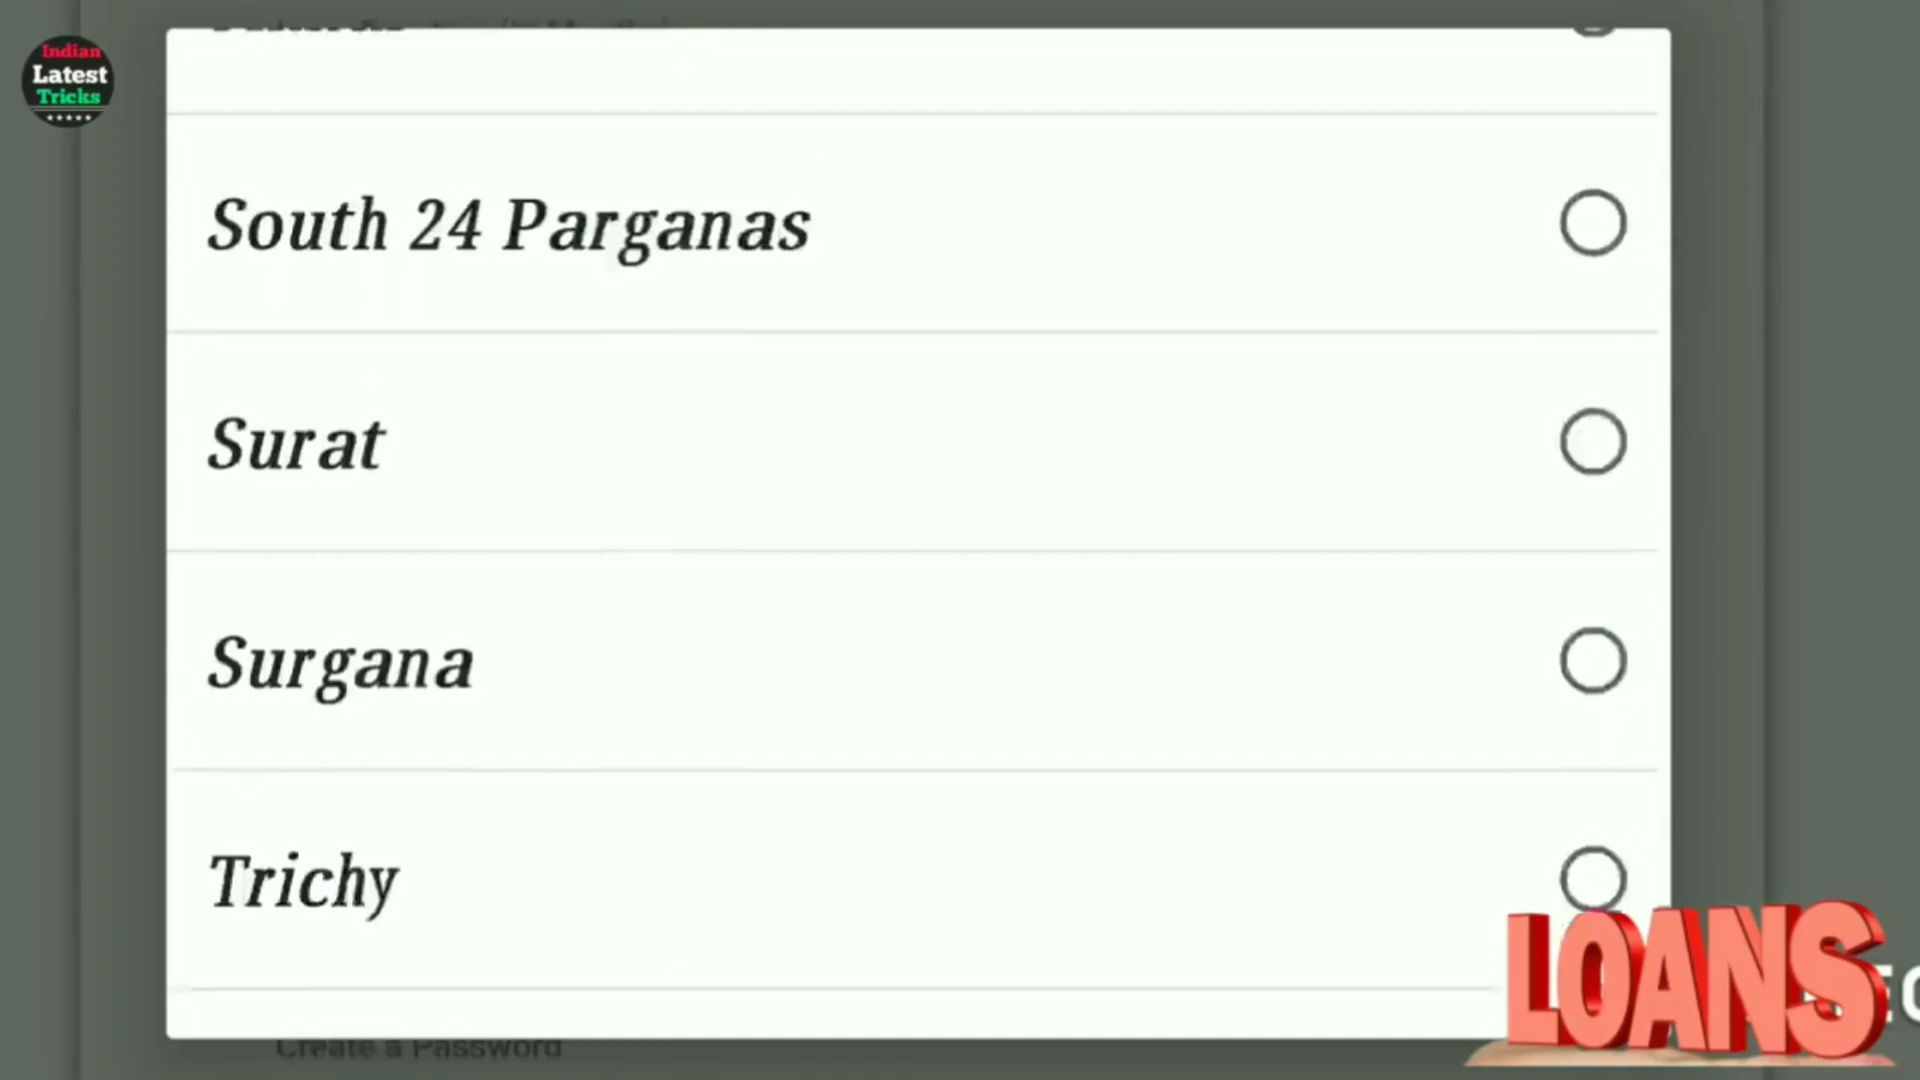 Indian
Latest
Tricks
South 24 Parganas
Surat
Surgana
Trichy
LOANS
Create a Password